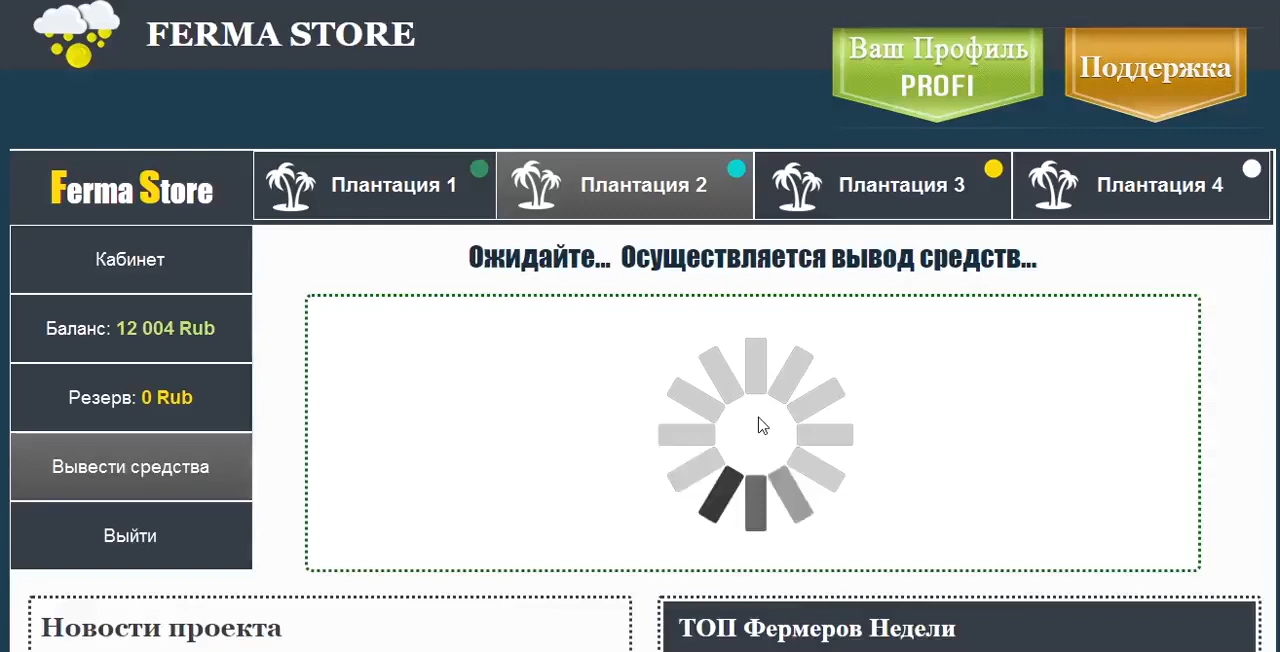 FERMA STORE
Ваш Профиль
PROFI
Поддержка
Ferma Store
Плантация 1
Плантация 2
Плантация 3
Плантация 4
Кабинет
Баланс: 12 004 Rub
Резерв: 0 Rub
Вывести средства
Выйти
Ожидайте... Осуществляется вывод средств...
Новости проекта
ТОП Фермеров Недели